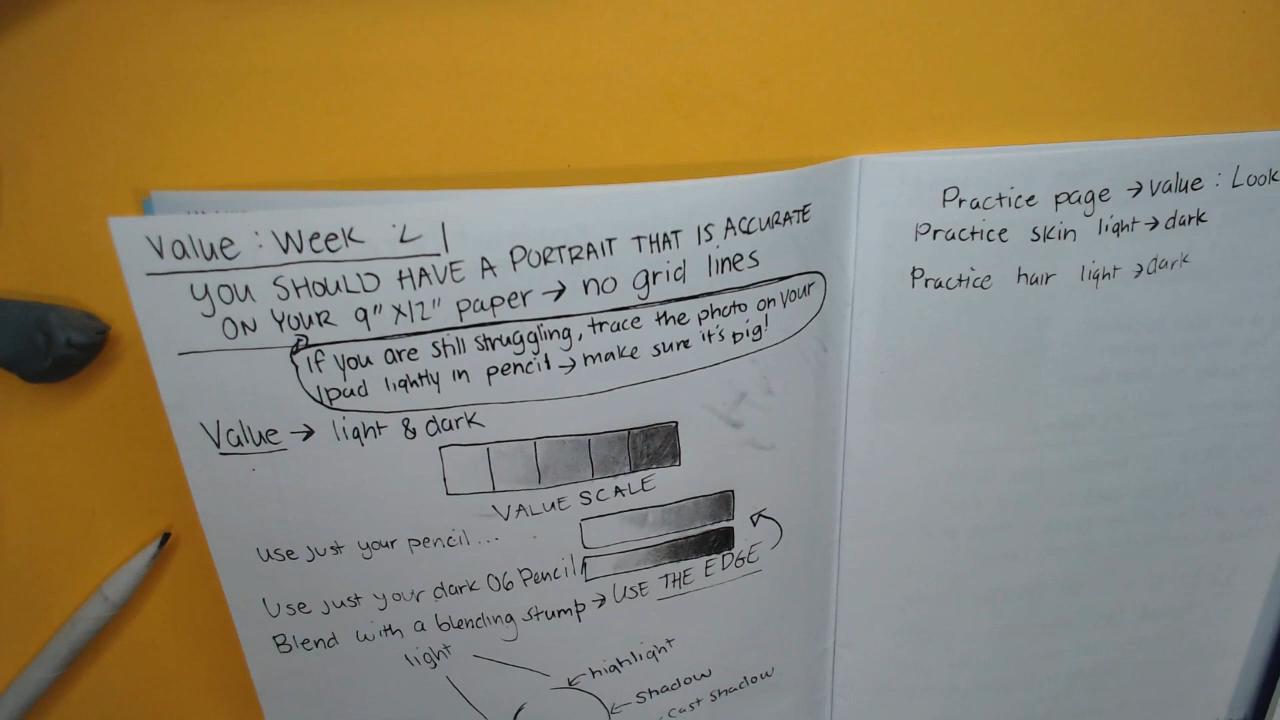 Value : Week 1
YOU SHOULD HAVE A PORTRAIT THAT IS ACCURATE
ON YOUR 9" X12" paper → no grid lines
If you are still struggling, trace the photo on your
Ipad lightly in pencil → make sure it's big!
Value → light & dark
VALUE SCALE
Use just your pencil...
Use just your dark 06 Pencil
Blend with a blending stump → USE THE EDGE
light
highlight
Shadow
cast shadow
Practice page → value : Look
Practice skin light → dark
Practice hair light → dark